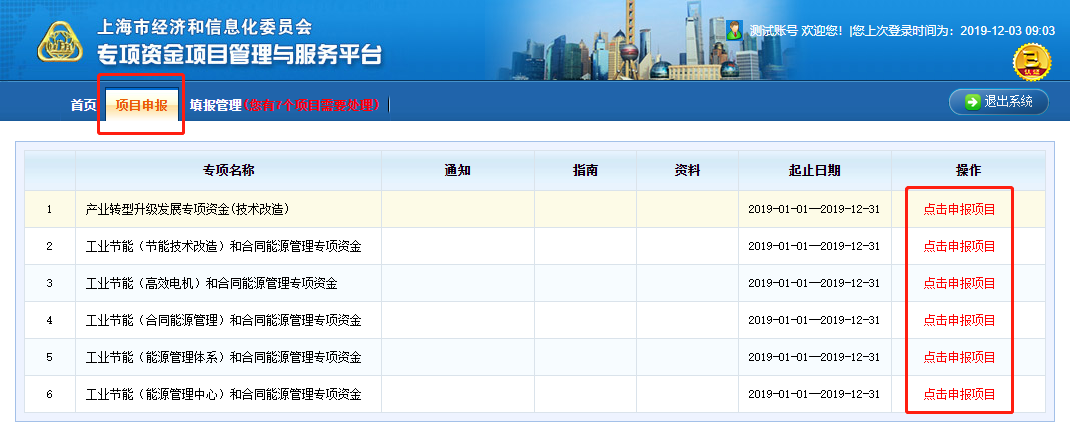 上海市经济和信息化委员会
专项资金项目管理与服务平台
测试账号 欢迎您！|您上次登录时间为：2019-12-03 09:03
认证
首页 项目申报 填报管理(您有7个项目需要处理)
退出系统
专项名称 通知 指南 资料 起止日期 操作
1 产业转型升级发展专项资金(技术改造) 2019-01-01—2019-12-31 点击申报项目
2 工业节能（节能技术改造）和合同能源管理专项资金 2019-01-01—2019-12-31 点击申报项目
3 工业节能（高效电机）和合同能源管理专项资金 2019-01-01—2019-12-31 点击申报项目
4 工业节能（合同能源管理）和合同能源管理专项资金 2019-01-01—2019-12-31 点击申报项目
5 工业节能（能源管理体系）和合同能源管理专项资金 2019-01-01—2019-12-31 点击申报项目
6 工业节能（能源管理中心）和合同能源管理专项资金 2019-01-01—2019-12-31 点击申报项目